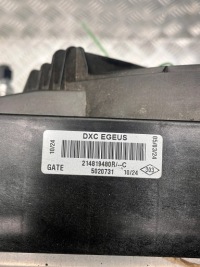 DXC EGEUS
10/24
214819480R/--C
GATE 5020731 10/24